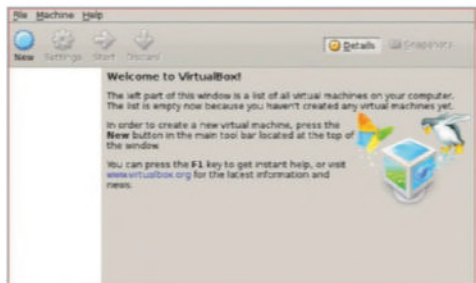 File Machine Help
New Settings Start Discard Details Snapshots
Welcome to VirtualBox!
The left part of this window is a list of all virtual machines on your computer.
The list is empty now because you haven't created any virtual machines yet.
In order to create a new virtual machine, press the
New button in the main tool bar located at the top of
the window.
You can press the F1 key to get instant help, or visit
www.virtualbox.org for the latest information and
news.